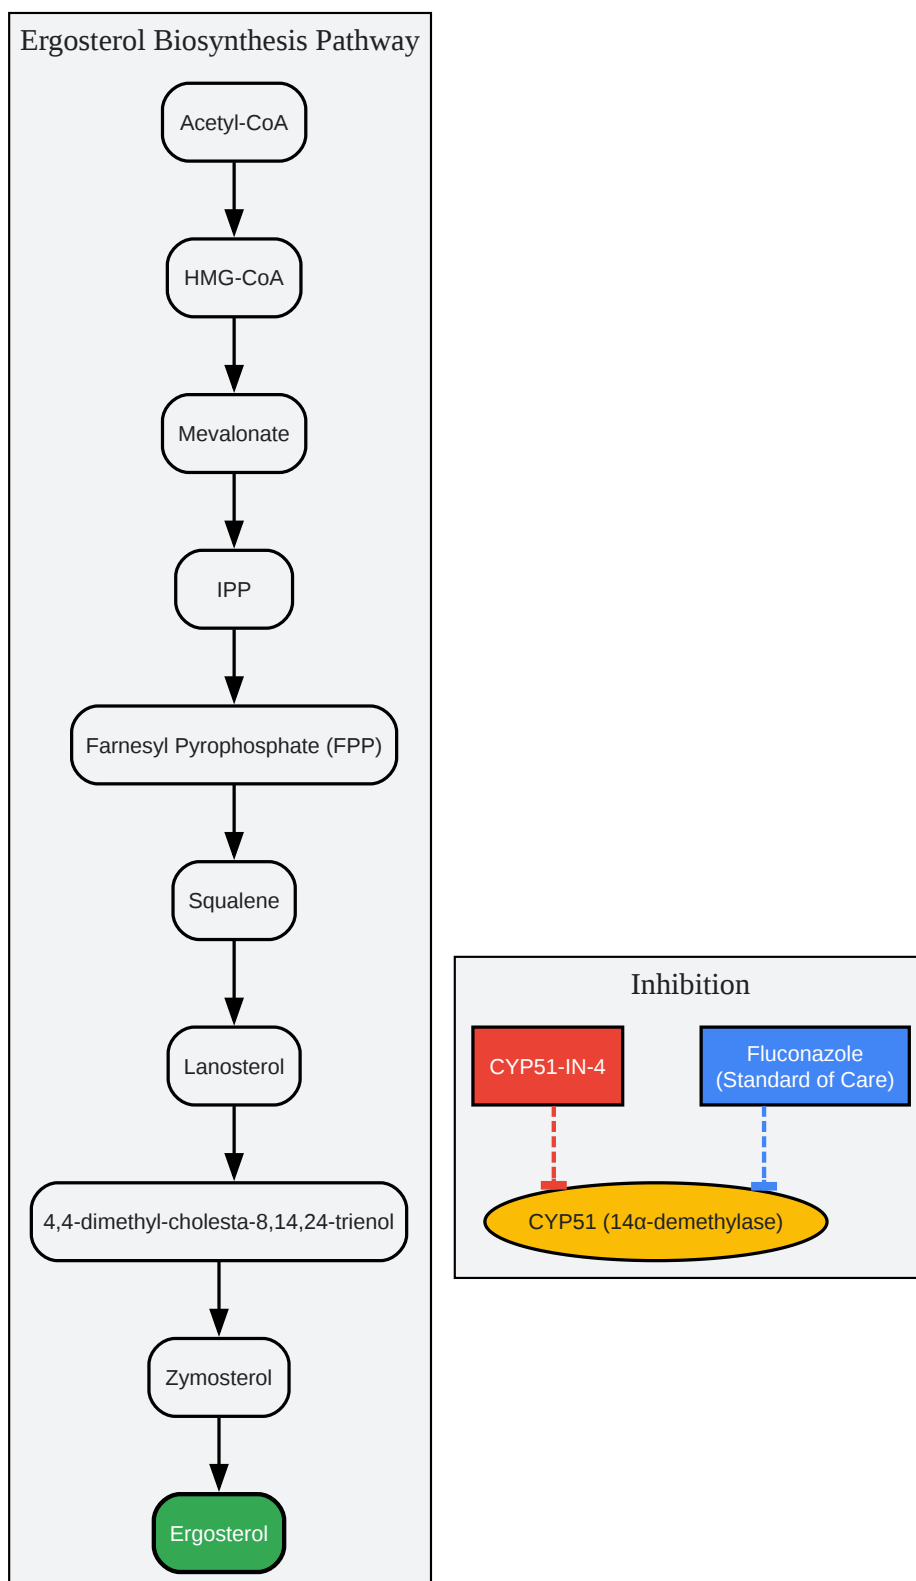 Ergosterol Biosynthesis Pathway
Acetyl-CoA
HMG-CoA
Mevalonate
IPP
Farnesyl Pyrophosphate (FPP)
Squalene
Lanosterol
4,4-dimethyl-cholesta-8,14,24-trienol
Zymosterol
Ergosterol
Inhibition
CYP51-IN-4
Fluconazole
(Standard of Care)
CYP51 (14α-demethylase)